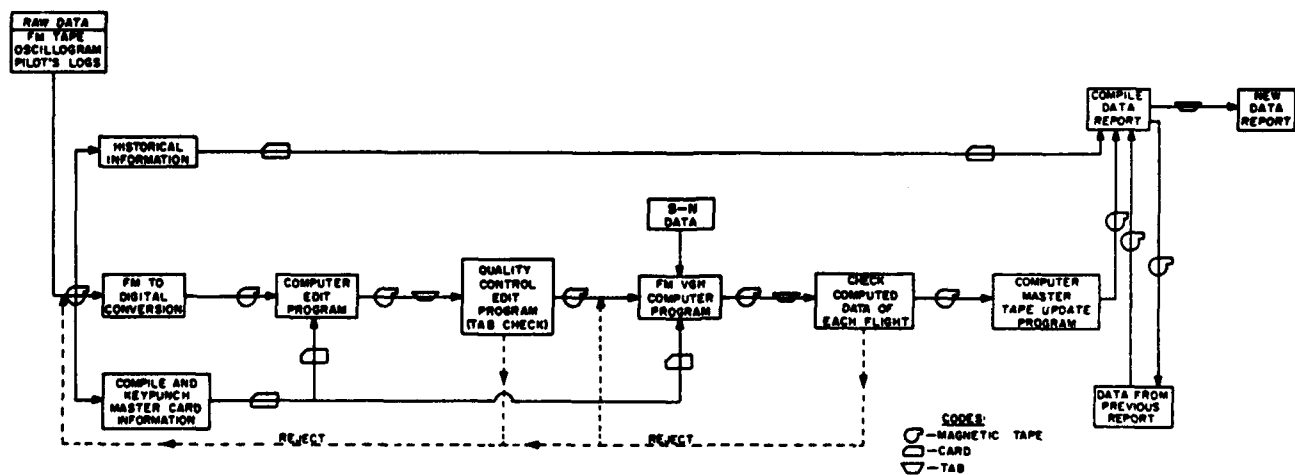 RAW DATA
FM TAPE
OSCILLOGRAM
PILOT'S LOGS
COMPILE
DATA
REPORT
NEW
DATA
REPORT
HISTORICAL
INFORMATION
S-N
DATA
FM TO
DIGITAL
CONVERSION
COMPUTER
EDIT
PROGRAM
QUALITY
CONTROL
EDIT
PROGRAM
(TAB CHECK)
FM VGH
COMPUTER
PROGRAM
CHECK
COMPUTED
DATA OF
EACH FLIGHT
COMPUTER
MASTER
TAPE UPDATE
PROGRAM
COMPILE AND
KEYPUNCH
MASTER CARD
INFORMATION
DATA FROM
PREVIOUS
REPORT
REJECT
REJECT
CODES:
-MAGNETIC TAPE
-CARD
-TAB